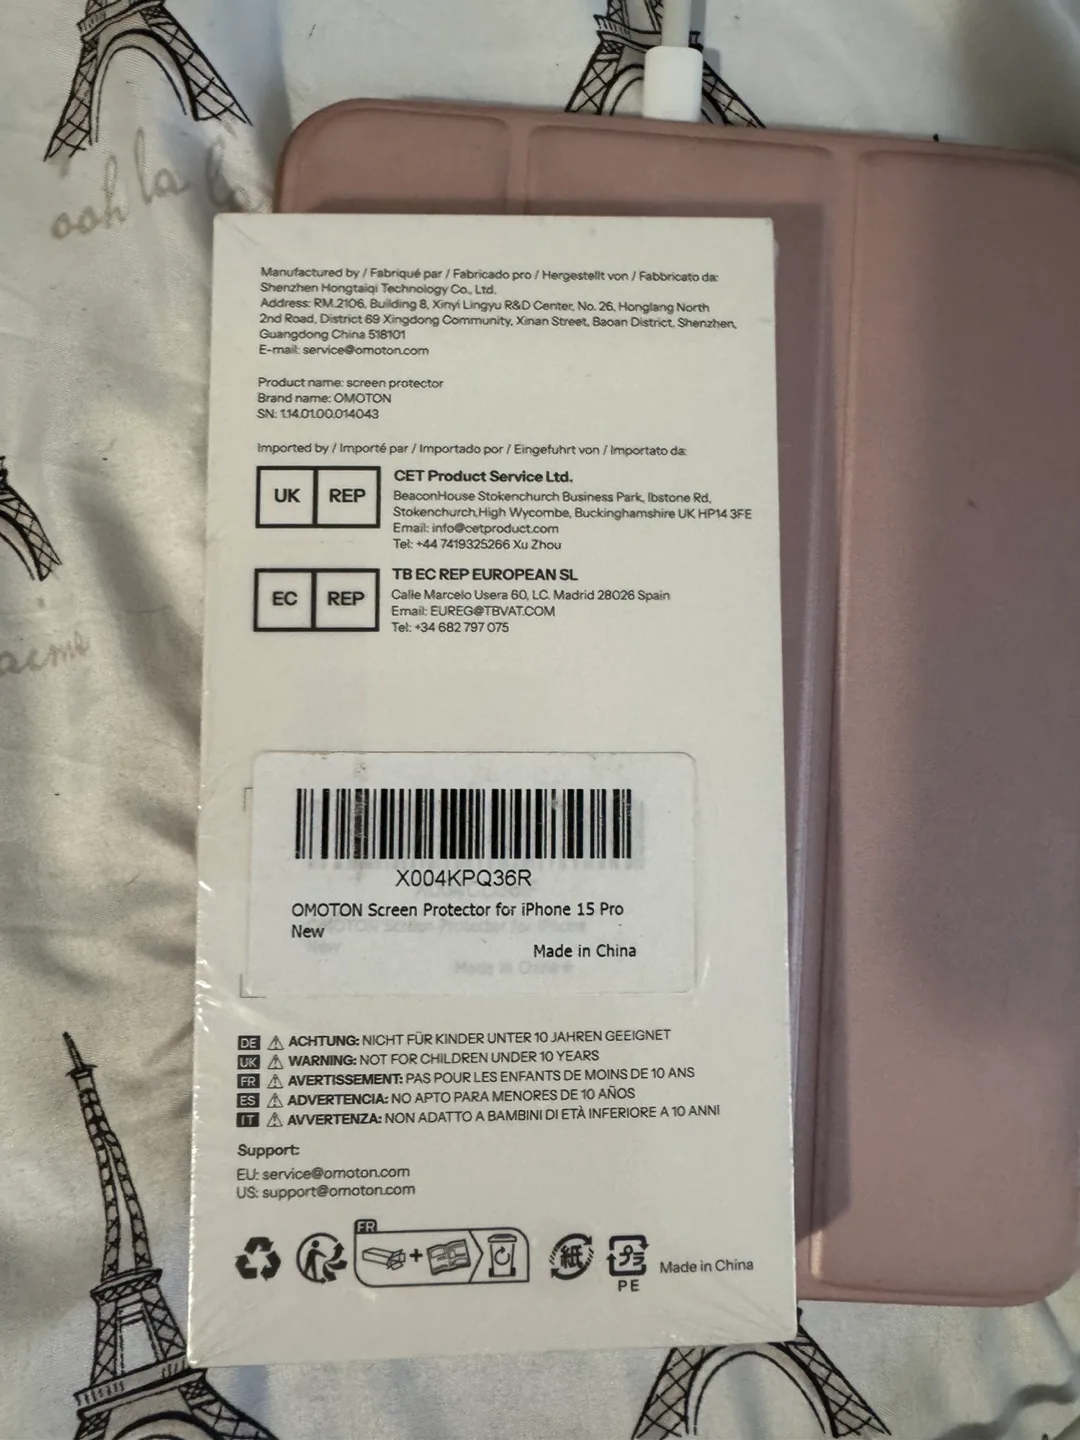 ooh la la
Manufactured by / Fabriqué par / Fabricado pro / Hergestellt von / Fabbricato da:
Shenzhen Hongtaiqi Technology Co., Ltd.
Address: RM.2106, Building 8, Xinyi Lingyu R&D Center, No. 26, Honglang North
2nd Road, District 69 Xingdong Community, Xinan Street, Baoan District, Shenzhen,
Guangdong China 518101
E-mail: service@omoton.com
Product name: screen protector
Brand name: OMOTON
SN: 1.14.01.00.014043
Imported by / Importé par / Importado por / Eingefuhrt von / Importato da:
UK REP
CET Product Service Ltd.
BeaconHouse Stokenchurch Business Park, Ibstone Rd,
Stokenchurch,High Wycombe, Buckinghamshire UK HP14 3FE
Email: info@cetproduct.com
Tel: +44 7419325266 Xu Zhou
EC REP
TB EC REP EUROPEAN SL
Calle Marcelo Usera 60, LC. Madrid 28026 Spain
Email: EUREG@TBVAT.COM
Tel: +34 682 797 075
X004KPQ36R
OMOTON Screen Protector for iPhone 15 Pro
New
Made in China
DE ACHTUNG: NICHT FÜR KINDER UNTER 10 JAHREN GEEIGNET
UK WARNING: NOT FOR CHILDREN UNDER 10 YEARS
FR AVERTISSEMENT: PAS POUR LES ENFANTS DE MOINS DE 10 ANS
ES ADVERTENCIA: NO APTO PARA MENORES DE 10 AÑOS
IT AVVERTENZA: NON ADATTO A BAMBINI DI ETÀ INFERIORE A 10 ANNI
Support:
EU: service@omoton.com
US: support@omoton.com
FR
紙
プラ
PE
Made in China